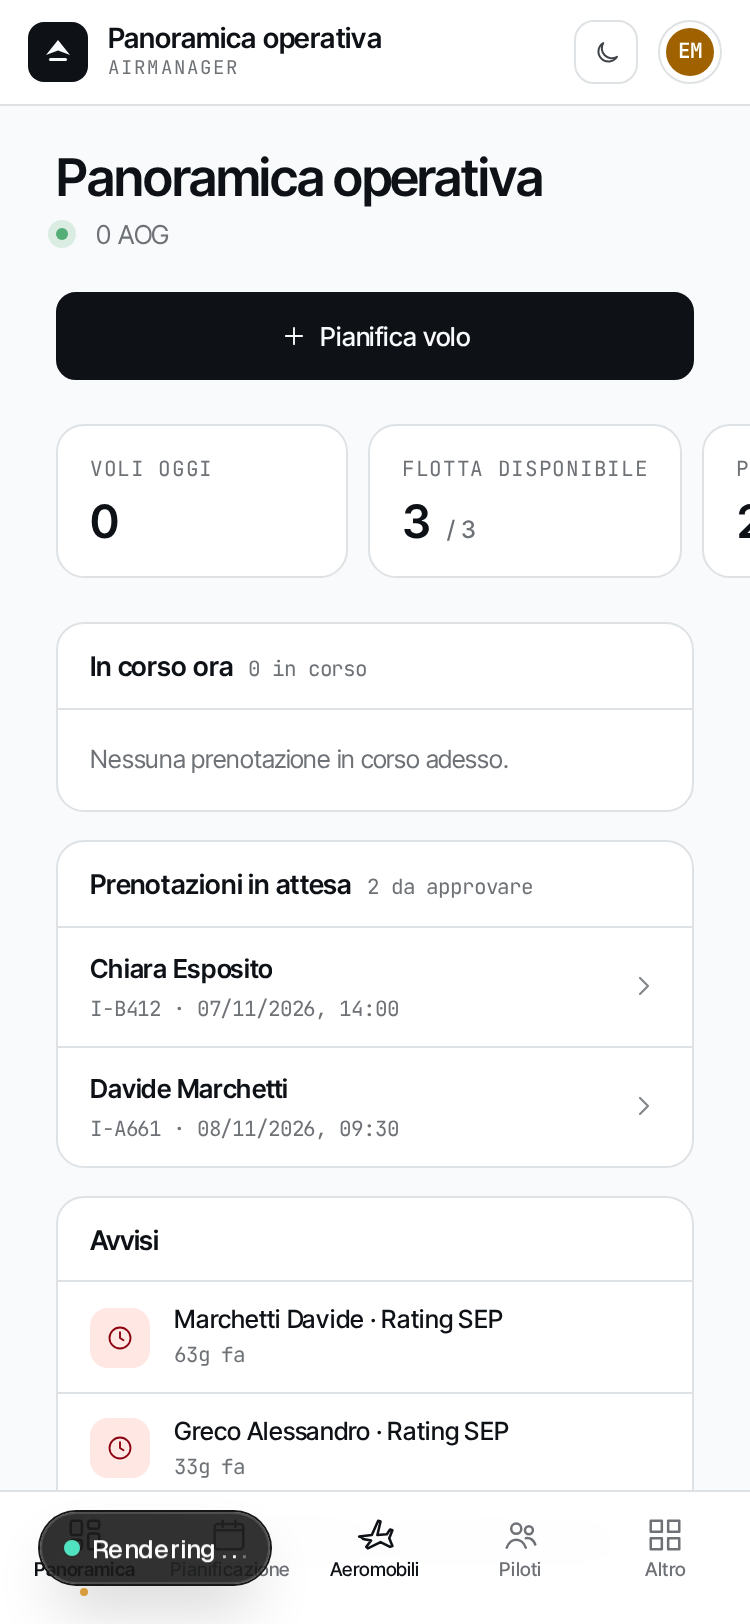 Panoramica operativa
AIRMANAGER
EM
Panoramica operativa
0 AOG
Pianifica volo
VOLI OGGI
0
FLOTTA DISPONIBILE
3 / 3
P
2
In corso ora 0 in corso
Nessuna prenotazione in corso adesso.
Prenotazioni in attesa 2 da approvare
Chiara Esposito
I-B412 · 07/11/2026, 14:00
Davide Marchetti
I-A661 · 08/11/2026, 09:30
Avvisi
Marchetti Davide · Rating SEP
63g fa
Greco Alessandro · Rating SEP
33g fa
Rendering ...
Panoramica
Pianificazione
Aeromobili
Piloti
Altro